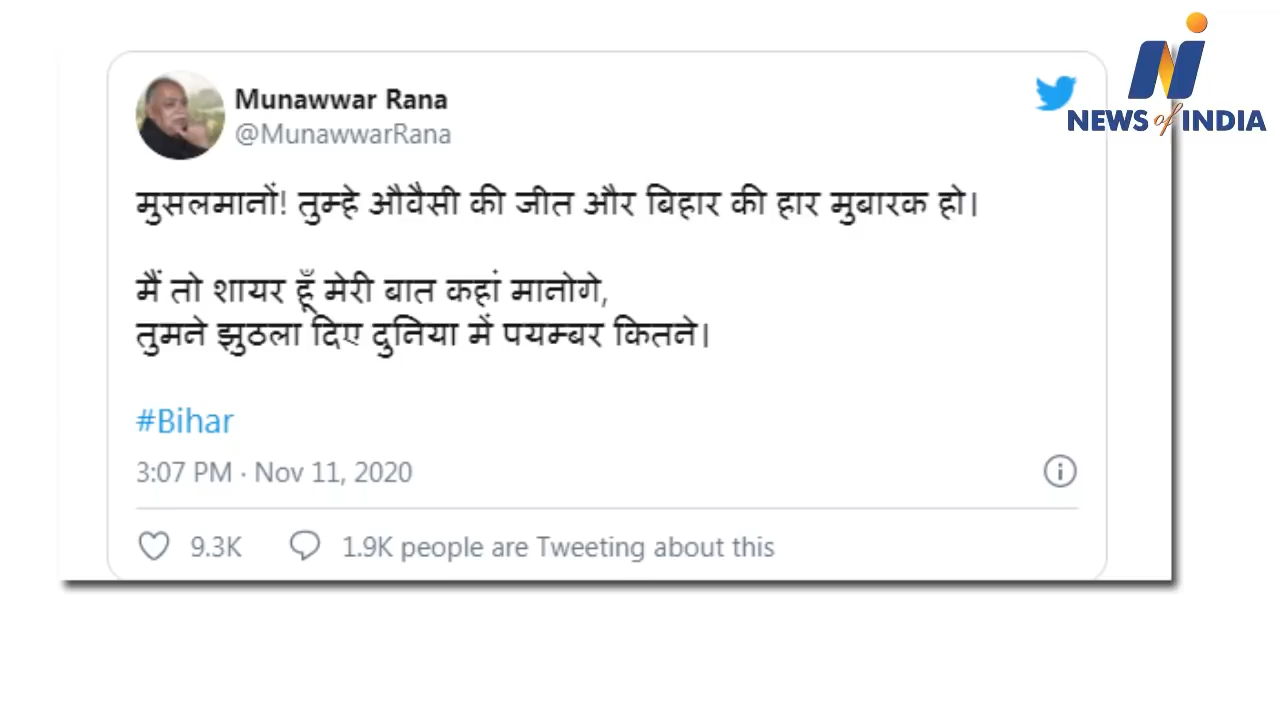 Munawwar Rana
@MunawwarRana
NEWS of INDIA
मुसलमानों! तुम्हे औवैसी की जीत और बिहार की हार मुबारक हो।
मैं तो शायर हूँ मेरी बात कहां मानोगे,
तुमने झुठला दिए दुनिया में पयम्बर कितने।
#Bihar
3:07 PM · Nov 11, 2020
9.3K 1.9K people are Tweeting about this